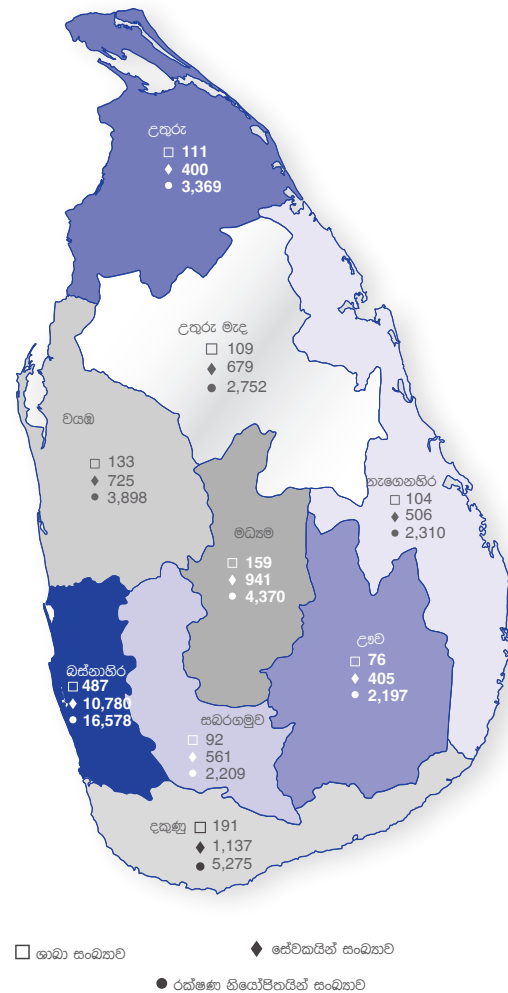 උතුරු
□ 111
♦ 400
● 3,369
උතුරු මැද
□ 109
♦ 679
● 2,752
වයඹ
□ 133
♦ 725
● 3,898
නැගෙනහිර
□ 104
♦ 506
● 2,310
මධ්‍යම
□ 159
♦ 941
● 4,370
ඌව
□ 76
♦ 405
● 2,197
බස්නාහිර
□ 487
♦ 10,780
● 16,578
සබරගමුව
□ 92
♦ 561
● 2,209
දකුණු □ 191
♦ 1,137
● 5,275
□ ශාඛා සංඛ්‍යාව ♦ සේවකයින් සංඛ්‍යාව
● රක්ෂණ නියෝජිතයින් සංඛ්‍යාව